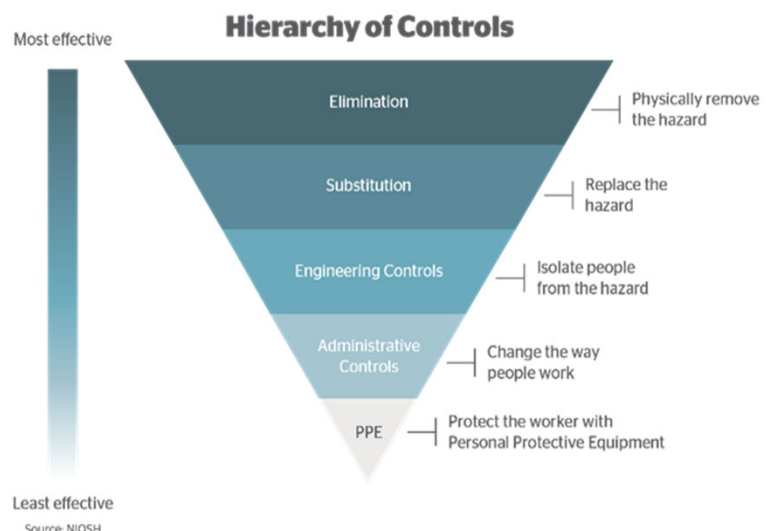 Hierarchy of Controls
Most effective
Elimination
Physically remove
the hazard
Substitution
Replace the
hazard
Engineering Controls
Isolate people
from the hazard
Administrative
Controls
Change the way
people work
PPE
Protect the worker with
Personal Protective Equipment
Least effective
Source: NIOSH